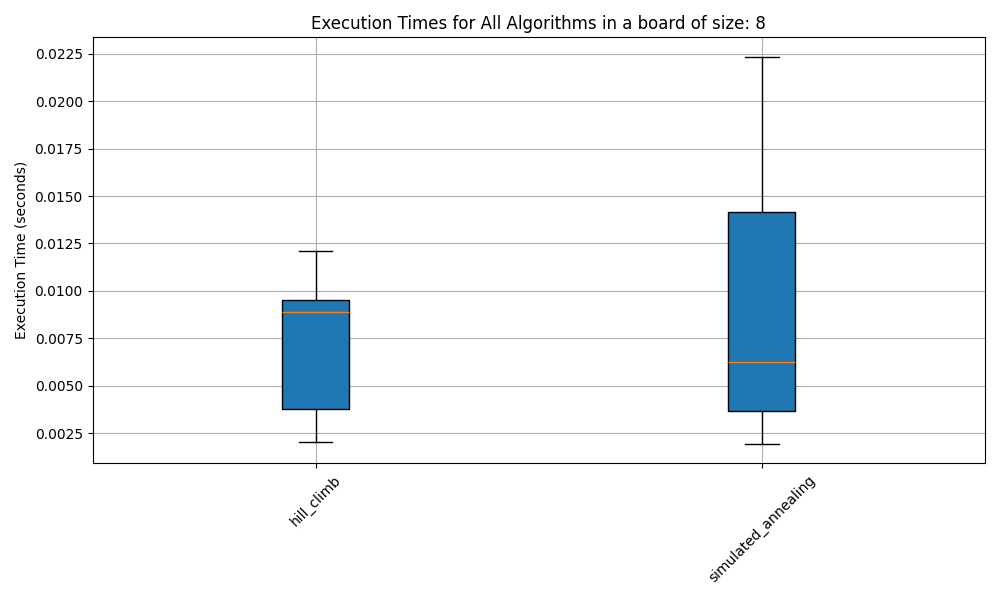 Execution Times for All Algorithms in a board of size: 8
Execution Time (seconds)
0.0225
0.0200
0.0175
0.0150
0.0125
0.0100
0.0075
0.0050
0.0025
hill_climb
simulated_annealing